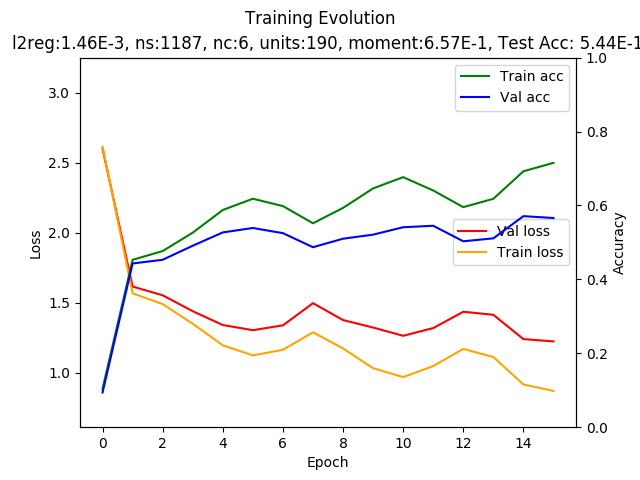 Training Evolution
l2reg:1.46E-3, ns:1187, nc:6, units:190, moment:6.57E-1, Test Acc: 5.44E-1
Train acc
Val acc
Val loss
Train loss
Loss
3.0
2.5
2.0
1.5
1.0
Accuracy
1.0
0.8
0.6
0.4
0.2
0.0
0 2 4 6 8 10 12 14
Epoch